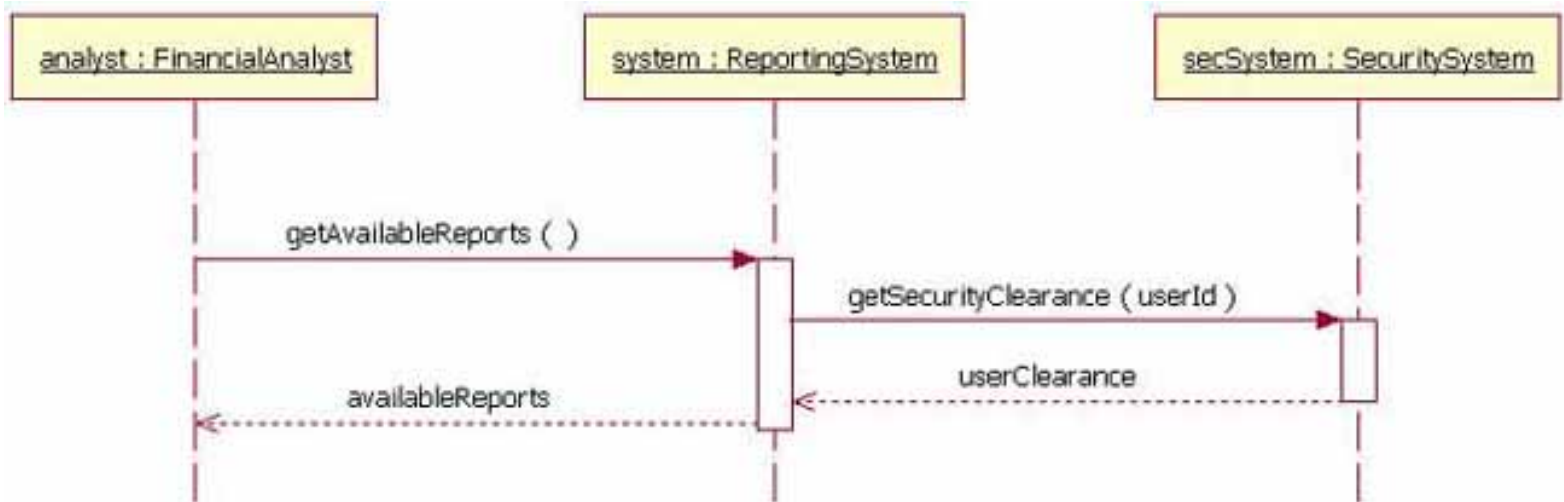 analyst : FinancialAnalyst
system : ReportingSystem
secSystem : SecuritySystem
getAvailableReports ( )
getSecurityClearance ( userId )
userClearance
availableReports